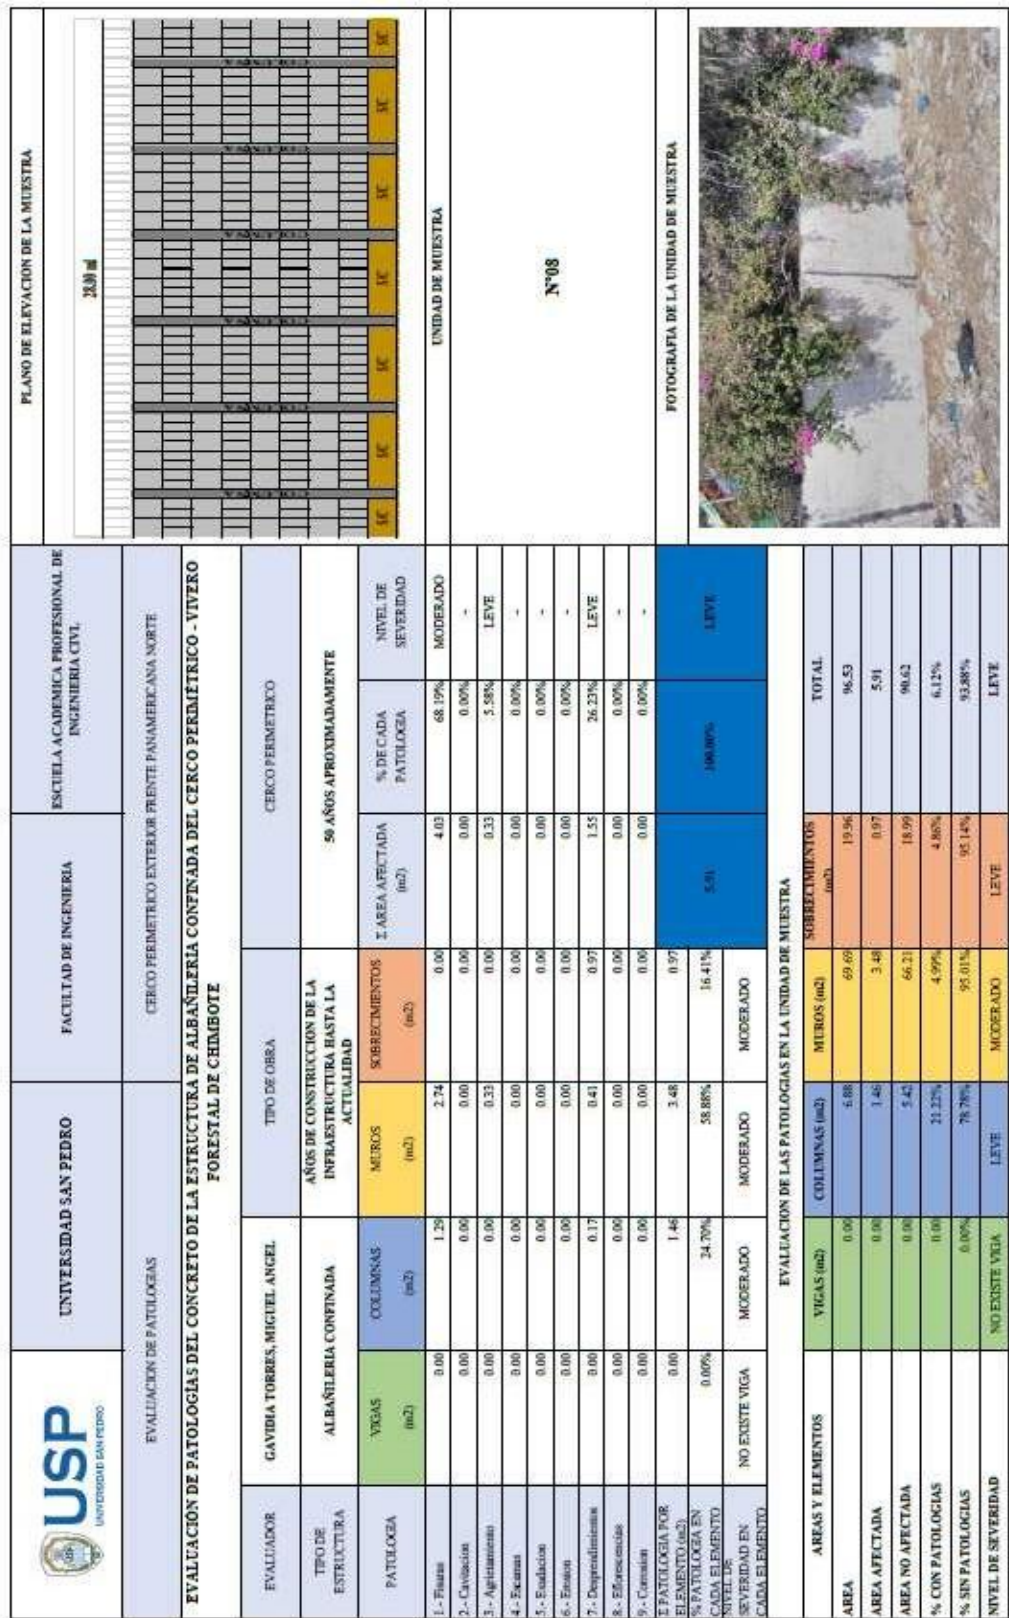 USP
UNIVERSIDAD SAN PEDRO
UNIVERSIDAD SAN PEDRO
FACULTAD DE INGENIERIA
ESCUELA ACADEMICA PROFESIONAL DE
INGENIERIA CIVIL
EVALUACION DE PATOLOGIAS
CERCO PERIMETRICO EXTERIOR FRENTE PANAMERICANA NORTE
EVALUACIÓN DE PATOLOGÍAS DEL CONCRETO DE LA ESTRUCTURA DE ALBAÑILERÍA CONFINADA DEL CERCO PERIMÉTRICO - VIVERO
FORESTAL DE CHIMBOTE
EVALUADOR
GAVIDIA TORRES, MIGUEL ANGEL
TIPO DE OBRA
CERCO PERIMETRICO
TIPO DE
ESTRUCTURA
ALBAÑILERIA CONFINADA
AÑOS DE CONSTRUCCION DE LA
INFRAESTRUCTURA HASTA LA
ACTUALIDAD
50 AÑOS APROXIMADAMENTE
PATOLOGIA
VIGAS (m2)
COLUMNAS (m2)
MUROS (m2)
SOBRECIMIENTOS (m2)
Σ AREA AFECTADA (m2)
% DE CADA PATOLOGIA
NIVEL DE SEVERIDAD
1.- Fisuras 0.00 1.29 2.74 0.00 4.03 68.19% MODERADO
2.- Cavitacion 0.00 0.00 0.00 0.00 0.00 0.00% -
3.- Agrietamiento 0.00 0.00 0.33 0.00 0.33 5.58% LEVE
4.- Escamas 0.00 0.00 0.00 0.00 0.00 0.00% -
5.- Exudacion 0.00 0.00 0.00 0.00 0.00 0.00% -
6.- Erosion 0.00 0.00 0.00 0.00 0.00 0.00% -
7.- Desprendimientos 0.00 0.17 0.41 0.97 1.55 26.23% LEVE
8.- Eflorescencias 0.00 0.00 0.00 0.00 0.00 0.00% -
9.- Corrosion 0.00 0.00 0.00 0.00 0.00 0.00% -
Σ PATOLOGIA POR
ELEMENTO (m2) 0.00 1.46 3.48 0.97
% PATOLOGIA EN
CADA ELEMENTO 0.00% 24.70% 58.88% 16.41%
5.91 100.00% LEVE
NIVEL DE
SEVERIDAD EN
CADA ELEMENTO
NO EXISTE VIGA MODERADO MODERADO MODERADO
EVALUACION DE LAS PATOLOGIAS EN LA UNIDAD DE MUESTRA
AREAS Y ELEMENTOS VIGAS (m2) COLUMNAS (m2) MUROS (m2) SOBRECIMIENTOS (m2) TOTAL
AREA 0.00 6.88 69.69 19.96 96.53
AREA AFECTADA 0.00 1.46 3.48 0.97 5.91
AREA NO AFECTADA 0.00 5.42 66.21 18.99 90.62
% CON PATOLOGIAS 0.00 21.22% 4.99% 4.86% 6.12%
% SIN PATOLOGIAS 0.00% 78.78% 95.01% 95.14% 93.88%
NIVEL DE SEVERIDAD NO EXISTE VIGA LEVE MODERADO LEVE LEVE
PLANO DE ELEVACION DE LA MUESTRA
28.00 ml
COLUMNA COLUMNA COLUMNA COLUMNA COLUMNA COLUMNA
S/C S/C S/C S/C S/C S/C S/C
UNIDAD DE MUESTRA
N°08
FOTOGRAFIA DE LA UNIDAD DE MUESTRA